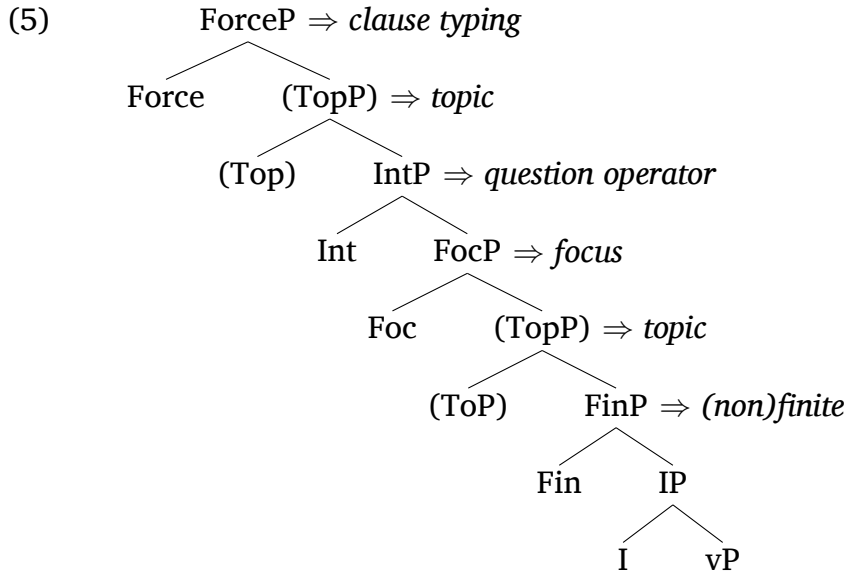 (5) ForceP ⇒ clause typing
Force (TopP) ⇒ topic
(Top) IntP ⇒ question operator
Int FocP ⇒ focus
Foc (TopP) ⇒ topic
(ToP) FinP ⇒ (non)finite
Fin IP
I vP